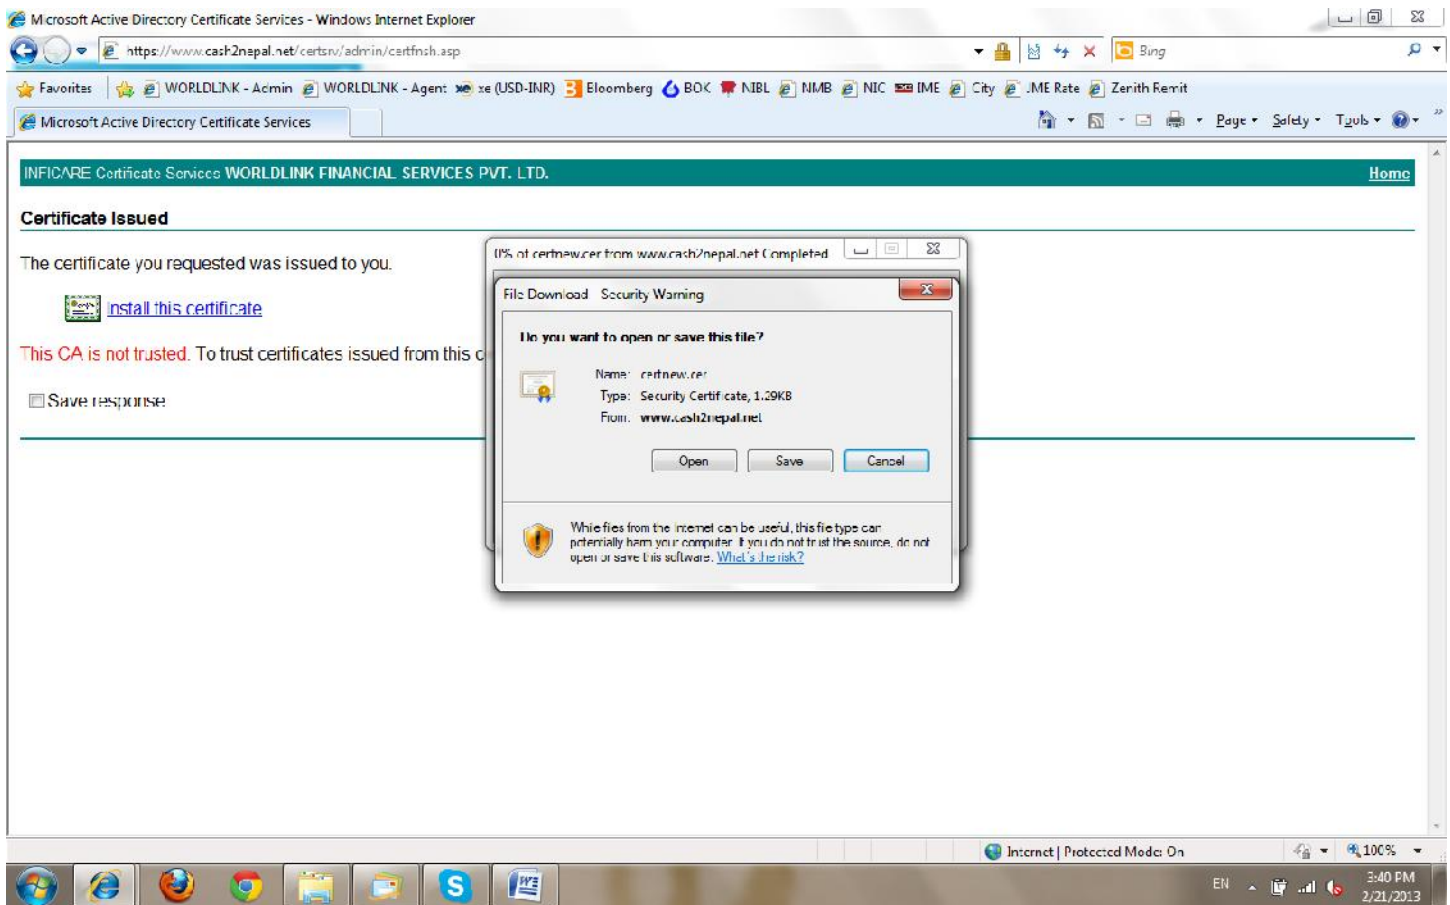 Microsoft Active Directory Certificate Services - Windows Internet Explorer
https://www.cash2nepal.net/certsrv/admin/certfnsh.asp
Bing
Favorites WORLDLINK - Admin WORLDLINK - Agent xe (USD-INR) Bloomberg BOK NIBL NMB NIC IME City JME Rate Zenith Remit
Microsoft Active Directory Certificate Services
Page Safety Tools
INFICARE Certificate Services WORLDLINK FINANCIAL SERVICES PVT. LTD. Home
Certificate Issued
The certificate you requested was issued to you.
Install this certificate
This CA is not trusted. To trust certificates issued from this c
Save response
0% of certnew.cer from www.cash2nepal.net Completed
File Download - Security Warning
Do you want to open or save this file?
Name: certnew.cer
Type: Security Certificate, 1.29KB
From: www.cash2nepal.net
Open Save Cancel
While files from the Internet can be useful, this file type can
potentially harm your computer. If you do not trust the source, do not
open or save this software. What's the risk?
Internet | Protected Mode: On 100%
EN
3:40 PM
2/21/2013